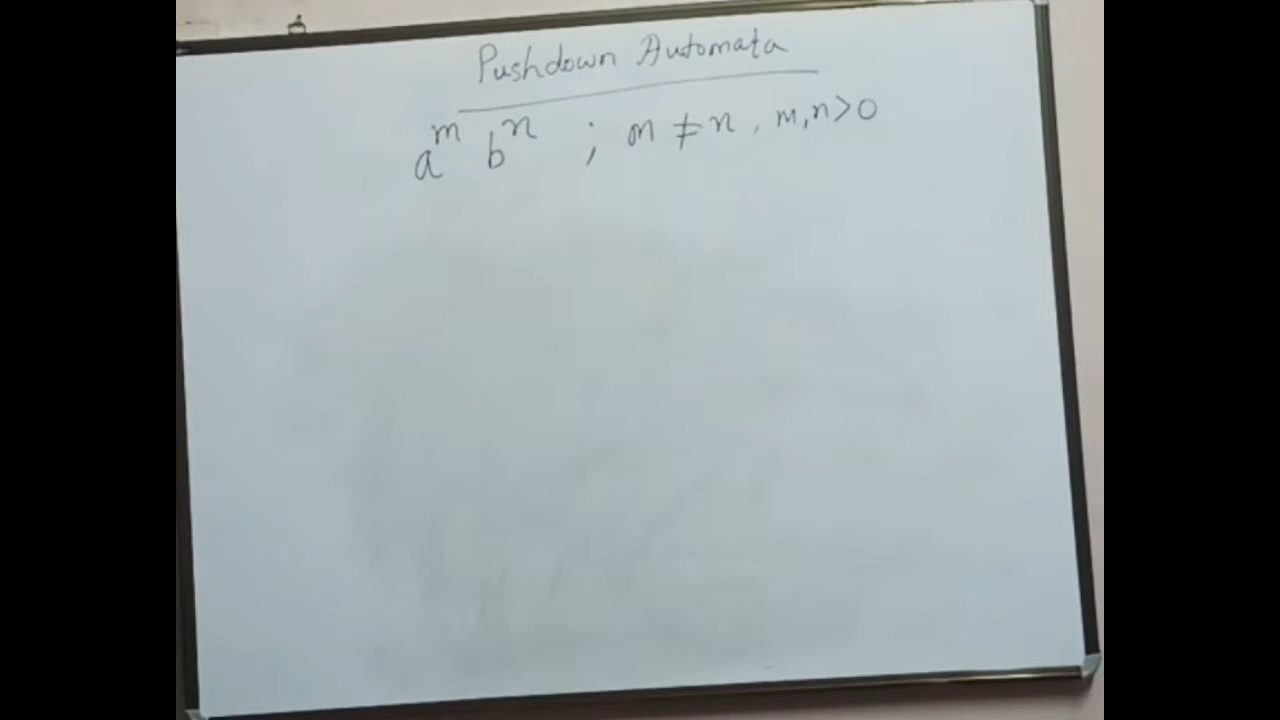 Pushdown Automata
a^m b^n ; m ≠ n, m,n>0